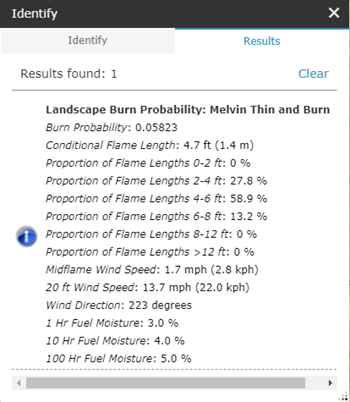 Identify
Identify Results
Results found: 1 Clear
Landscape Burn Probability: Melvin Thin and Burn
Burn Probability: 0.05823
Conditional Flame Length: 4.7 ft (1.4 m)
Proportion of Flame Lengths 0-2 ft: 0 %
Proportion of Flame Lengths 2-4 ft: 27.8 %
Proportion of Flame Lengths 4-6 ft: 58.9 %
Proportion of Flame Lengths 6-8 ft: 13.2 %
Proportion of Flame Lengths 8-12 ft: 0 %
Proportion of Flame Lengths >12 ft: 0 %
Midflame Wind Speed: 1.7 mph (2.8 kph)
20 ft Wind Speed: 13.7 mph (22.0 kph)
Wind Direction: 223 degrees
1 Hr Fuel Moisture: 3.0 %
10 Hr Fuel Moisture: 4.0 %
100 Hr Fuel Moisture: 5.0 %